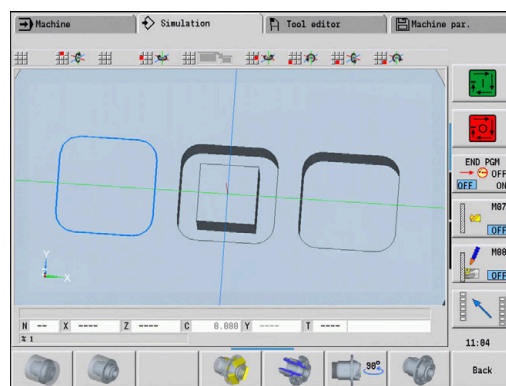 Machine
Simulation
Tool editor
Machine par.
END PGM
OFF
OFF ON
M07
OFF
M00
OFF
Y
Z X
N -- X ---- Z ---- C 0.000 Y ---- T ----
% 1
11:04
90°
Back